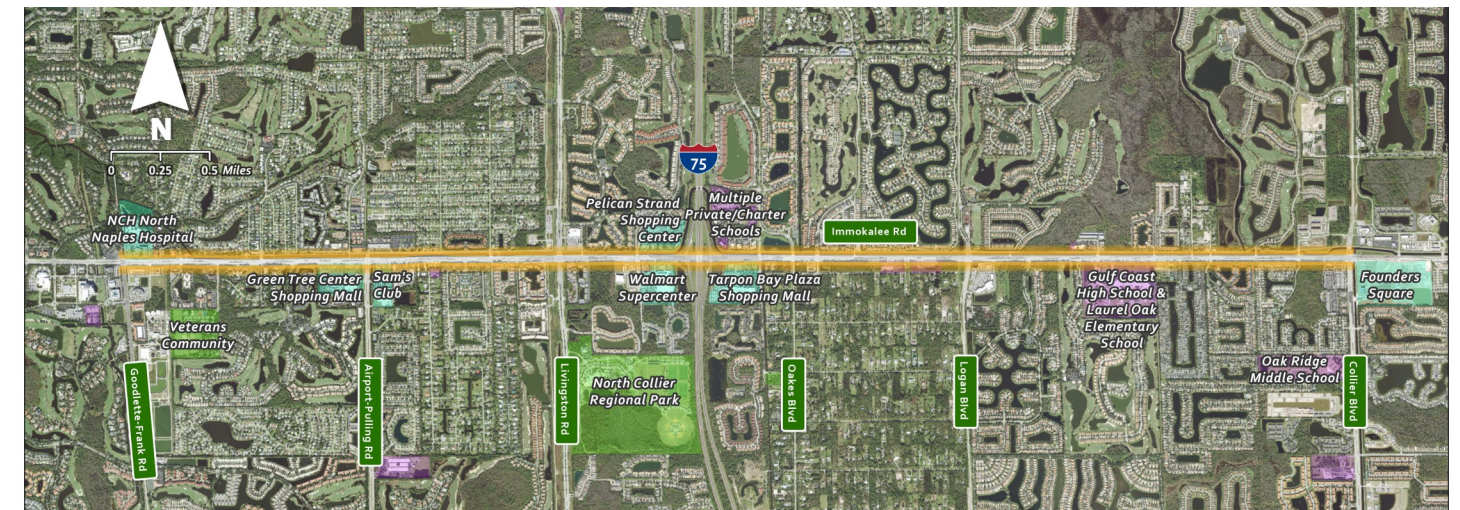 N
0 0.25 0.5 Miles
75
NCH North
Naples Hospital
Pelican Strand
Shopping
Center
Multiple
Private/Charter
Schools
Immokalee Rd
Green Tree Center
Shopping Mall
Sam's
Club
Walmart
Supercenter
Tarpon Bay Plaza
Shopping Mall
Gulf Coast
High School &
Laurel Oak
Elementary
School
Founders
Square
Veterans
Community
North Collier
Regional Park
Oak Ridge
Middle School
Goodlette-Frank Rd
Airport-Pulling Rd
Livingston Rd
Oakes Blvd
Logan Blvd
Collier Blvd